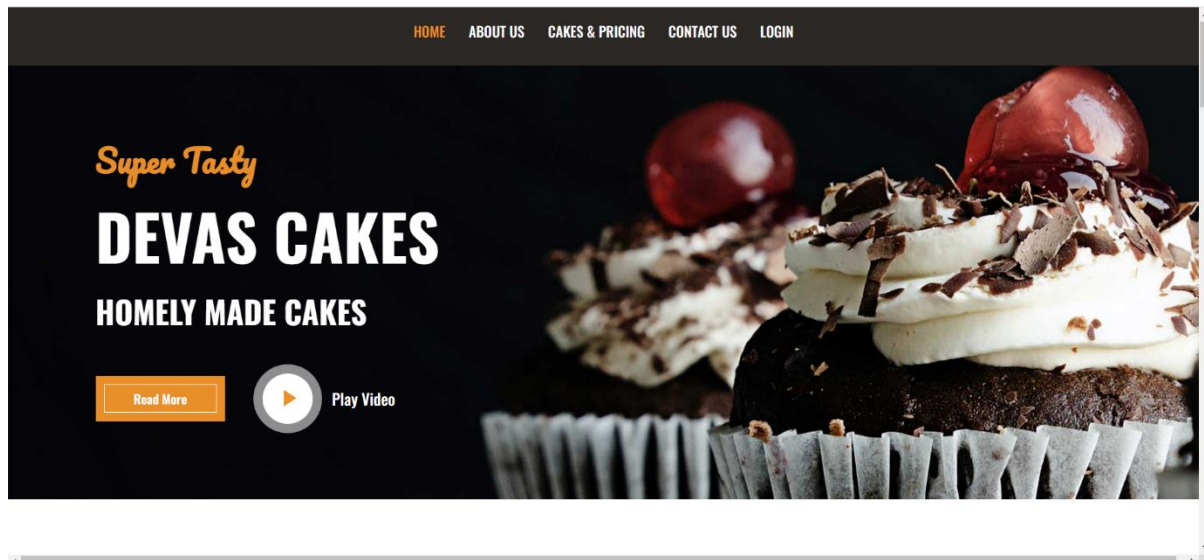 HOME ABOUT US CAKES & PRICING CONTACT US LOGIN
Super Tasty
DEVAS CAKES
HOMELY MADE CAKES
Read More Play Video